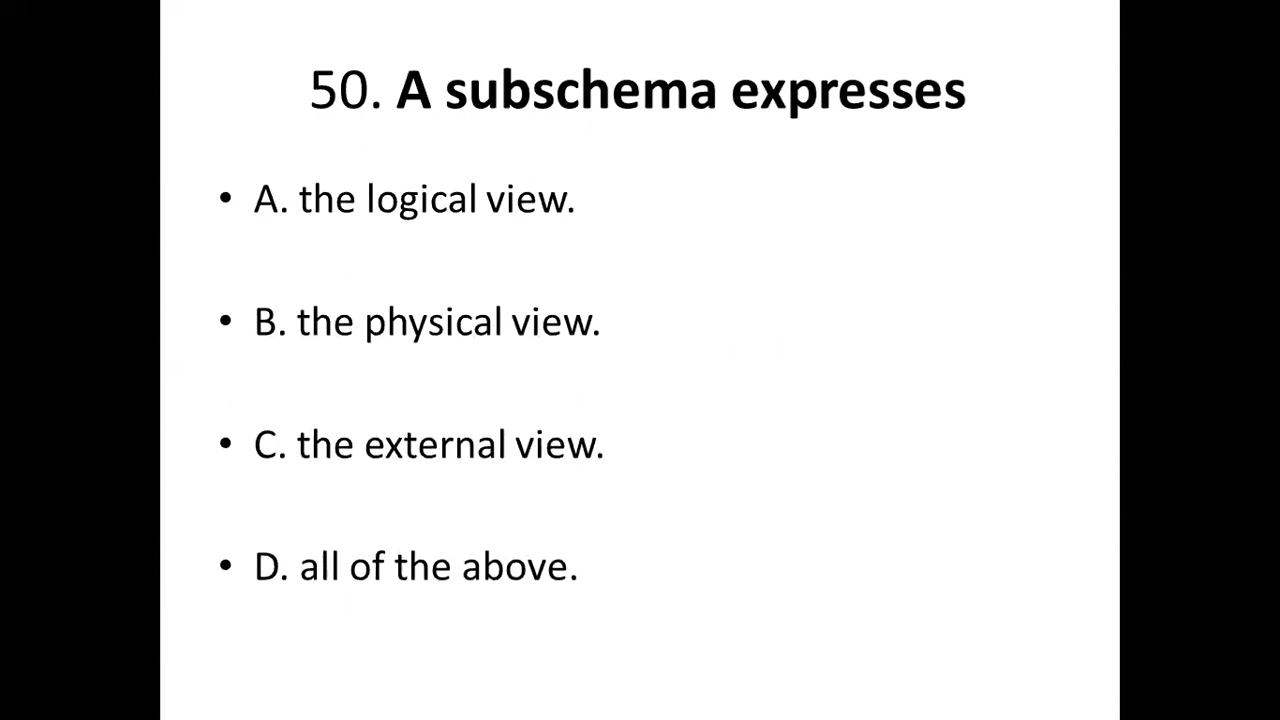 50. A subschema expresses
• A. the logical view.
• B. the physical view.
• C. the external view.
• D. all of the above.